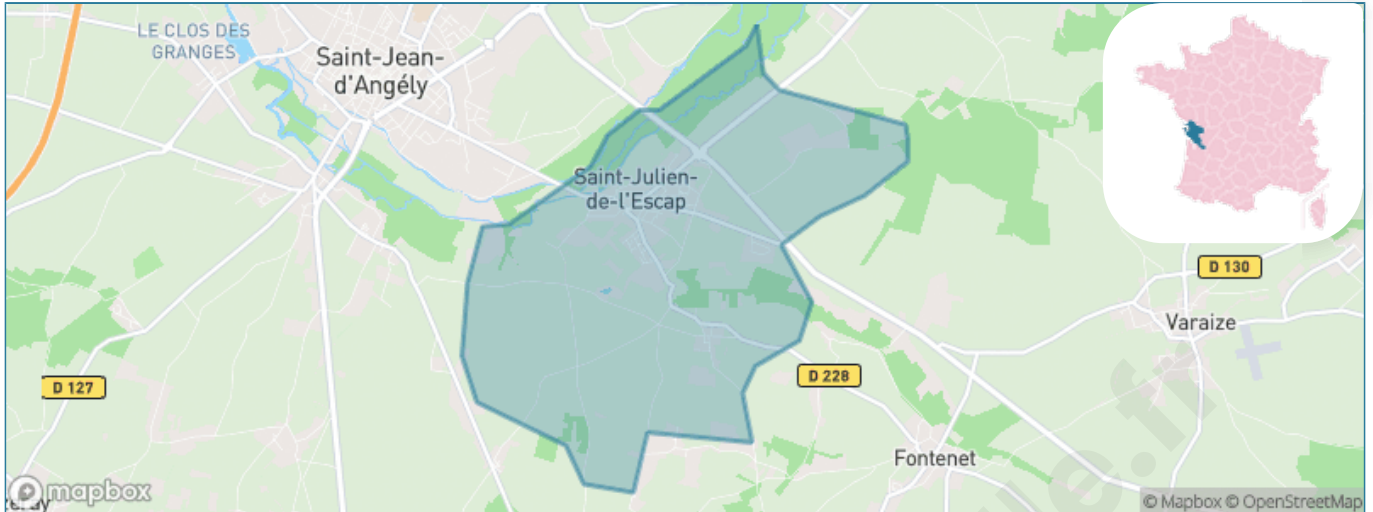 LE CLOS DES
GRANGES
Saint-Jean-
d'Angély
Saint-Julien-
de-l'Escap
D 130
Varaize
D 127
D 228
Fontenet
mapbox
© Mapbox © OpenStreetMap